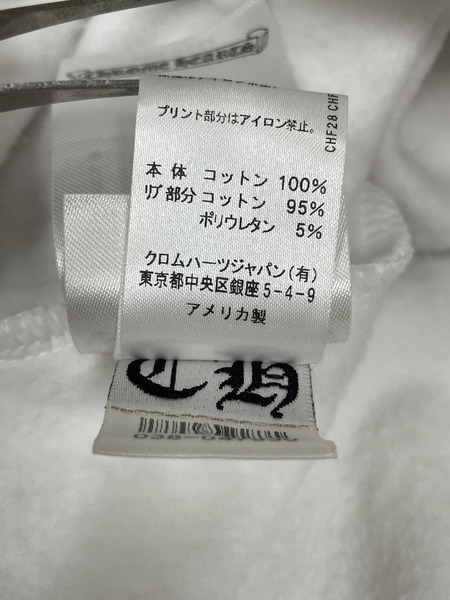 プリント部分はアイロン禁止。
本体 コットン 100%
リブ部分 コットン 95%
ポリウレタン 5%
クロムハーツジャパン(有)
東京都中央区銀座5-4-9
アメリカ製
CHF28 CHF
CH